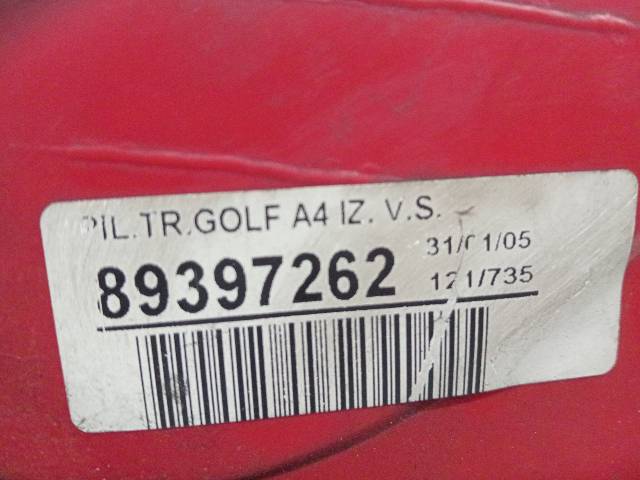 PIL.TR.GOLF A4 IZ. V.S.
31/01/05
89397262
121/735